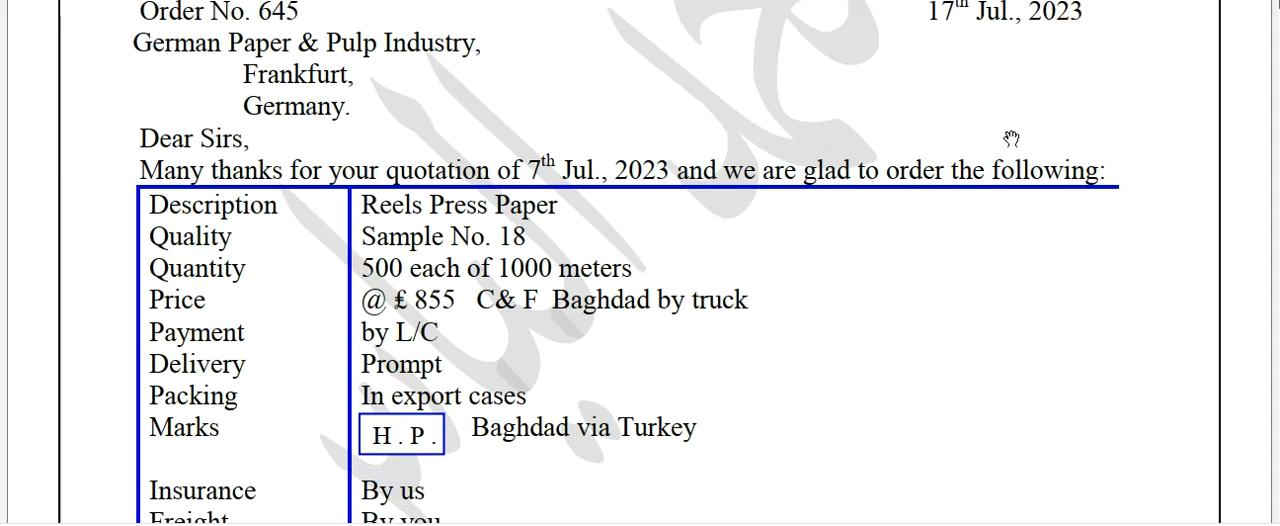 Order No. 645 17th Jul., 2023
German Paper & Pulp Industry,
Frankfurt,
Germany.
Dear Sirs,
Many thanks for your quotation of 7th Jul., 2023 and we are glad to order the following:
Description Reels Press Paper
Quality Sample No. 18
Quantity 500 each of 1000 meters
Price @ ₤ 855 C& F Baghdad by truck
Payment by L/C
Delivery Prompt
Packing In export cases
Marks H . P . Baghdad via Turkey
Insurance By us
Freight By you